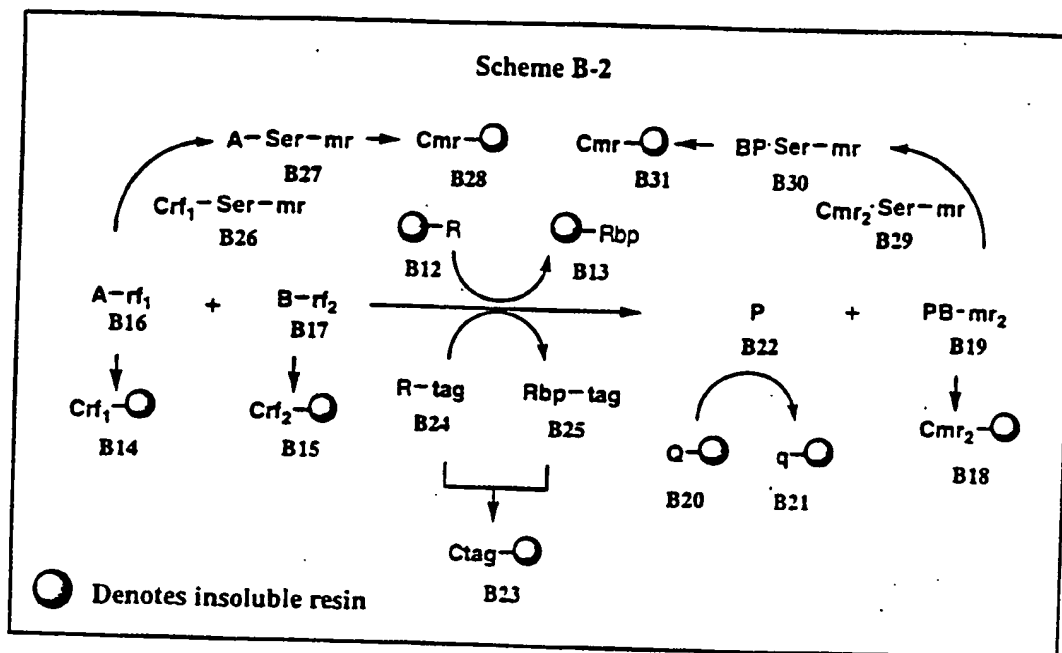 Scheme B-2
A–Ser–mr → Cmr–
B27 B28
Cmr– ← BP·Ser–mr
B31 B30
Crf₁–Ser–mr
B26
Cmr₂·Ser–mr
B29
–R –Rbp
B12 B13
A–rf₁ + B–rf₂
B16 B17
P + PB–mr₂
B22 B19
Crf₁– Crf₂–
B14 B15
R–tag Rbp–tag
B24 B25
Q– q–
B20 B21
Cmr₂–
B18
Ctag–
B23
Denotes insoluble resin